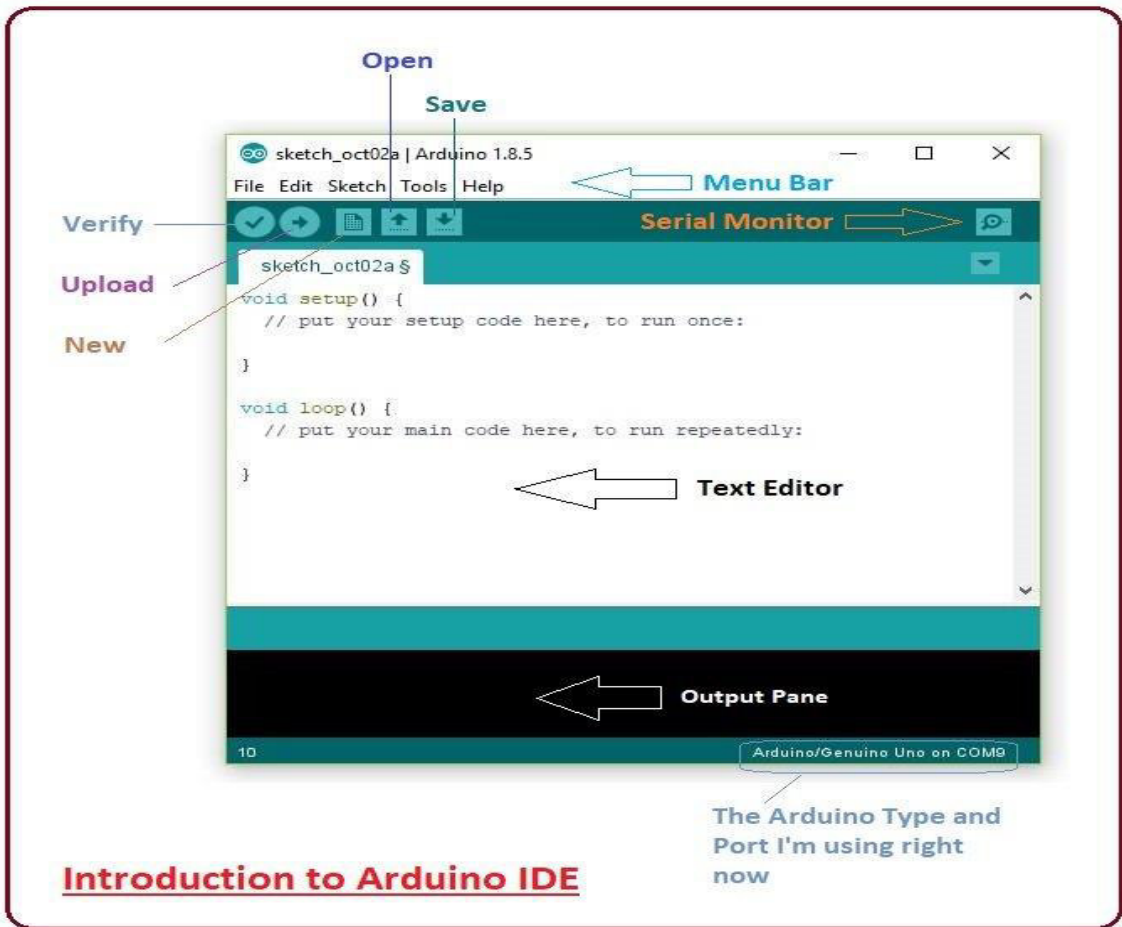 Open
Save
sketch_oct02a | Arduino 1.8.5
File Edit Sketch Tools Help
Menu Bar
Verify
Serial Monitor
sketch_oct02a §
Upload
void setup() {
// put your setup code here, to run once:
New
}
void loop() {
// put your main code here, to run repeatedly:
}
Text Editor
Output Pane
10
Arduino/Genuino Uno on COM9
The Arduino Type and
Port I'm using right
now
Introduction to Arduino IDE